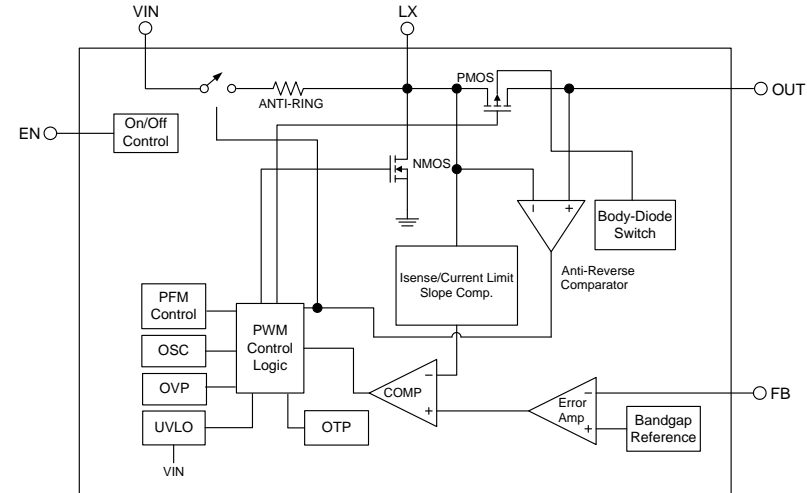 VIN
LX
PMOS
OUT
ANTI-RING
EN
On/Off
Control
NMOS
− +
Body-Diode
Switch
Isense/Current Limit
Slope Comp.
Anti-Reverse
Comparator
PFM
Control
PWM
Control
Logic
OSC
OVP
COMP
−
+
Error
Amp
−
+
FB
Bandgap
Reference
UVLO
OTP
VIN